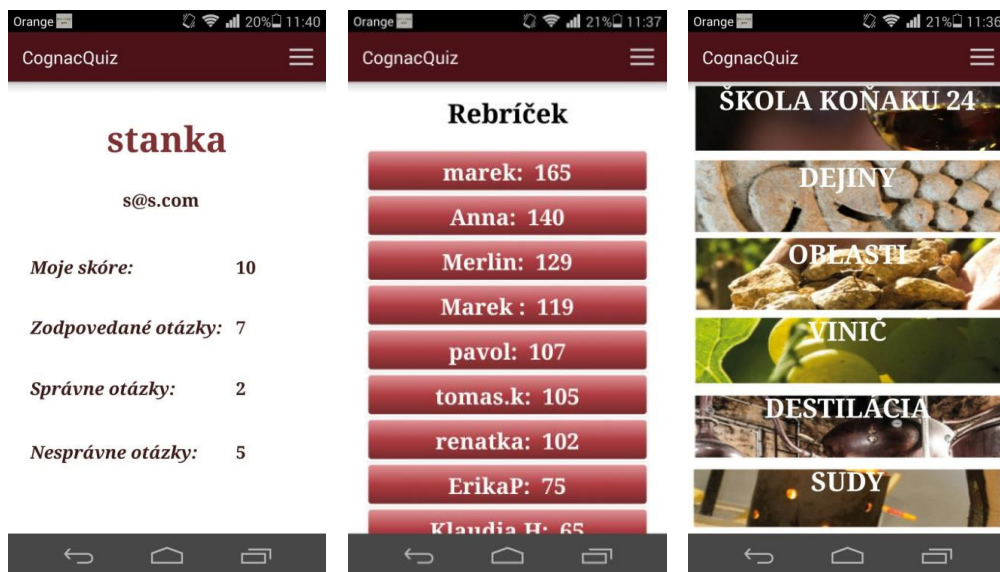 Orange 20% 11:40
CognacQuiz
stanka
s@s.com
Moje skóre: 10
Zodpovedané otázky: 7
Správne otázky: 2
Nesprávne otázky: 5
Orange 21% 11:37
CognacQuiz
Rebríček
marek: 165
Anna: 140
Merlin: 129
Marek : 119
pavol: 107
tomas.k: 105
renatka: 102
ErikaP: 75
Klaudia H: 65
Orange 21% 11:36
CognacQuiz
ŠKOLA KOŇAKU 24
DEJINY
OBLASTI
VINIČ
DESTILÁCIA
SUDY